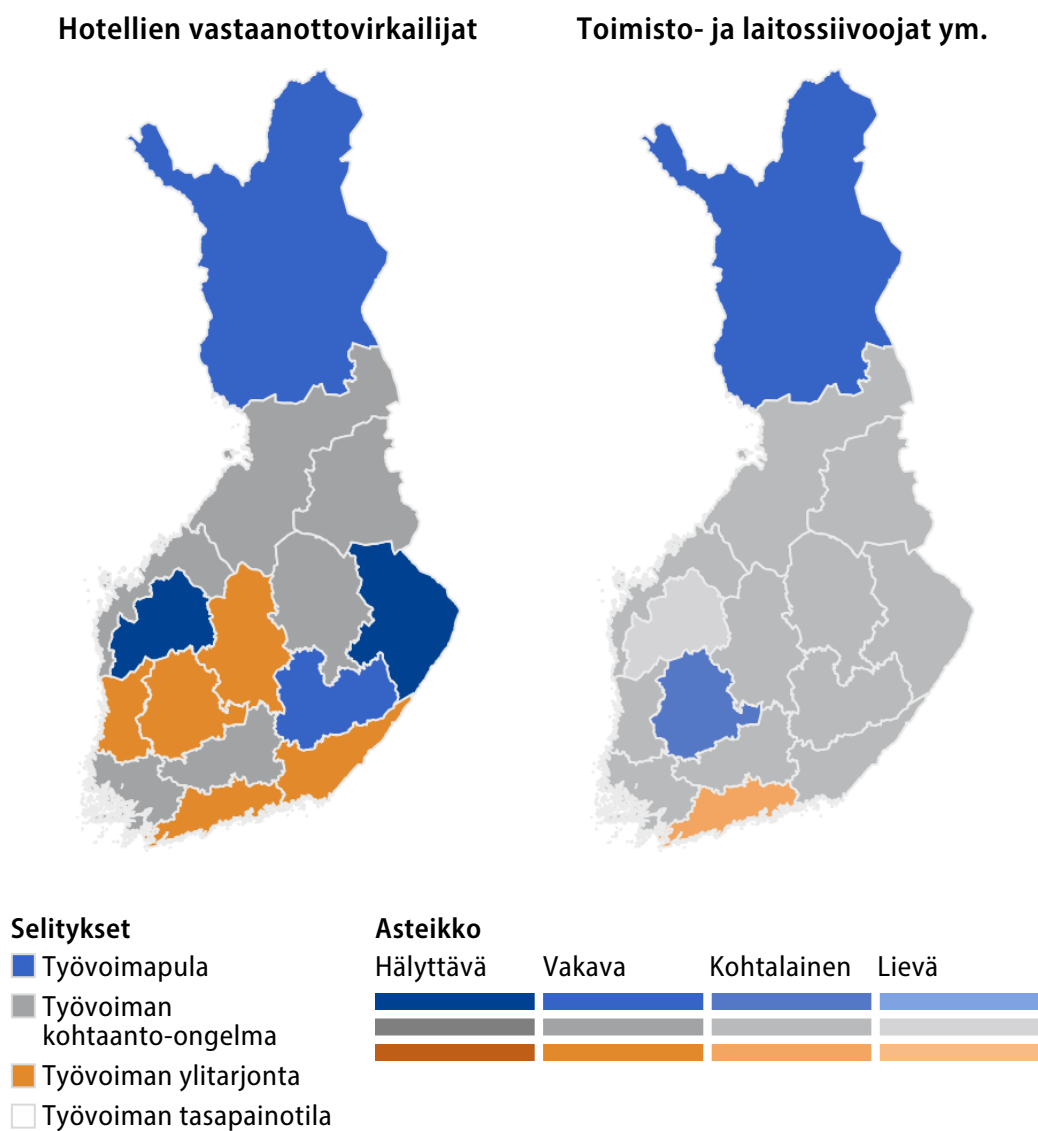 Hotellien vastaanottovirkailijat
Toimisto- ja laitossiivoojat ym.
Selitykset
Työvoimapula
Työvoiman
kohtaanto-ongelma
Työvoiman ylitarjonta
Työvoiman tasapainotila
Asteikko
Hälyttävä
Vakava
Kohtalainen
Lievä